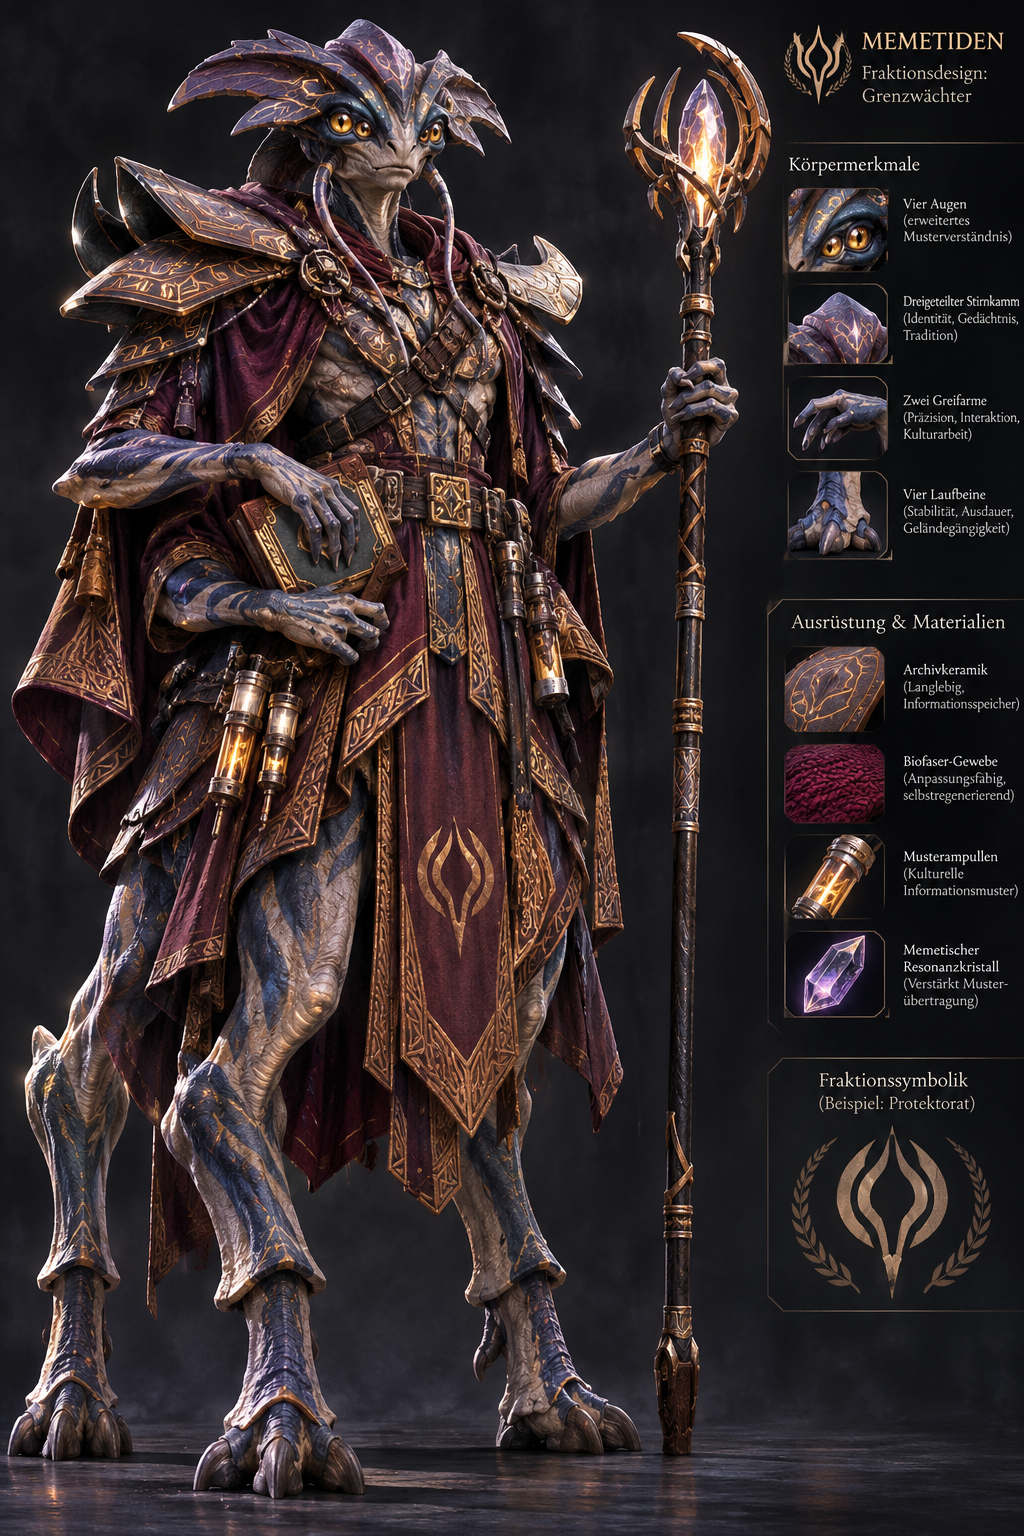 MEMETIDEN
Fraktionsdesign:
Grenzwächter
Körpermerkmale
Vier Augen
(erweitertes
Musterverständnis)
Dreigeteilter Stirnkamm
(Identität, Gedächtnis,
Tradition)
Zwei Greifarme
(Präzision, Interaktion,
Kulturarbeit)
Vier Laufbeine
(Stabilität, Ausdauer,
Geländegängigkeit)
Ausrüstung & Materialien
Archivkeramik
(Langlebig,
Informationsspeicher)
Biofaser-Gewebe
(Anpassungsfähig,
selbstregenerierend)
Musterampullen
(Kulturelle
Informationsmuster)
Memetischer
Resonanzkristall
(Verstärkt Muster-
übertragung)
Fraktionssymbolik
(Beispiel: Protektorat)